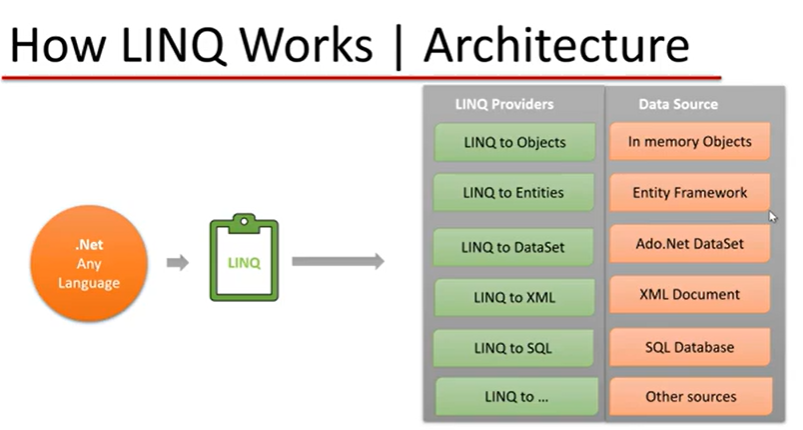 How LINQ Works | Architecture
LINQ Providers Data Source
LINQ to Objects In memory Objects
LINQ to Entities Entity Framework
.Net
Any
Language
LINQ
LINQ to DataSet Ado.Net DataSet
LINQ to XML XML Document
LINQ to SQL SQL Database
LINQ to ... Other sources